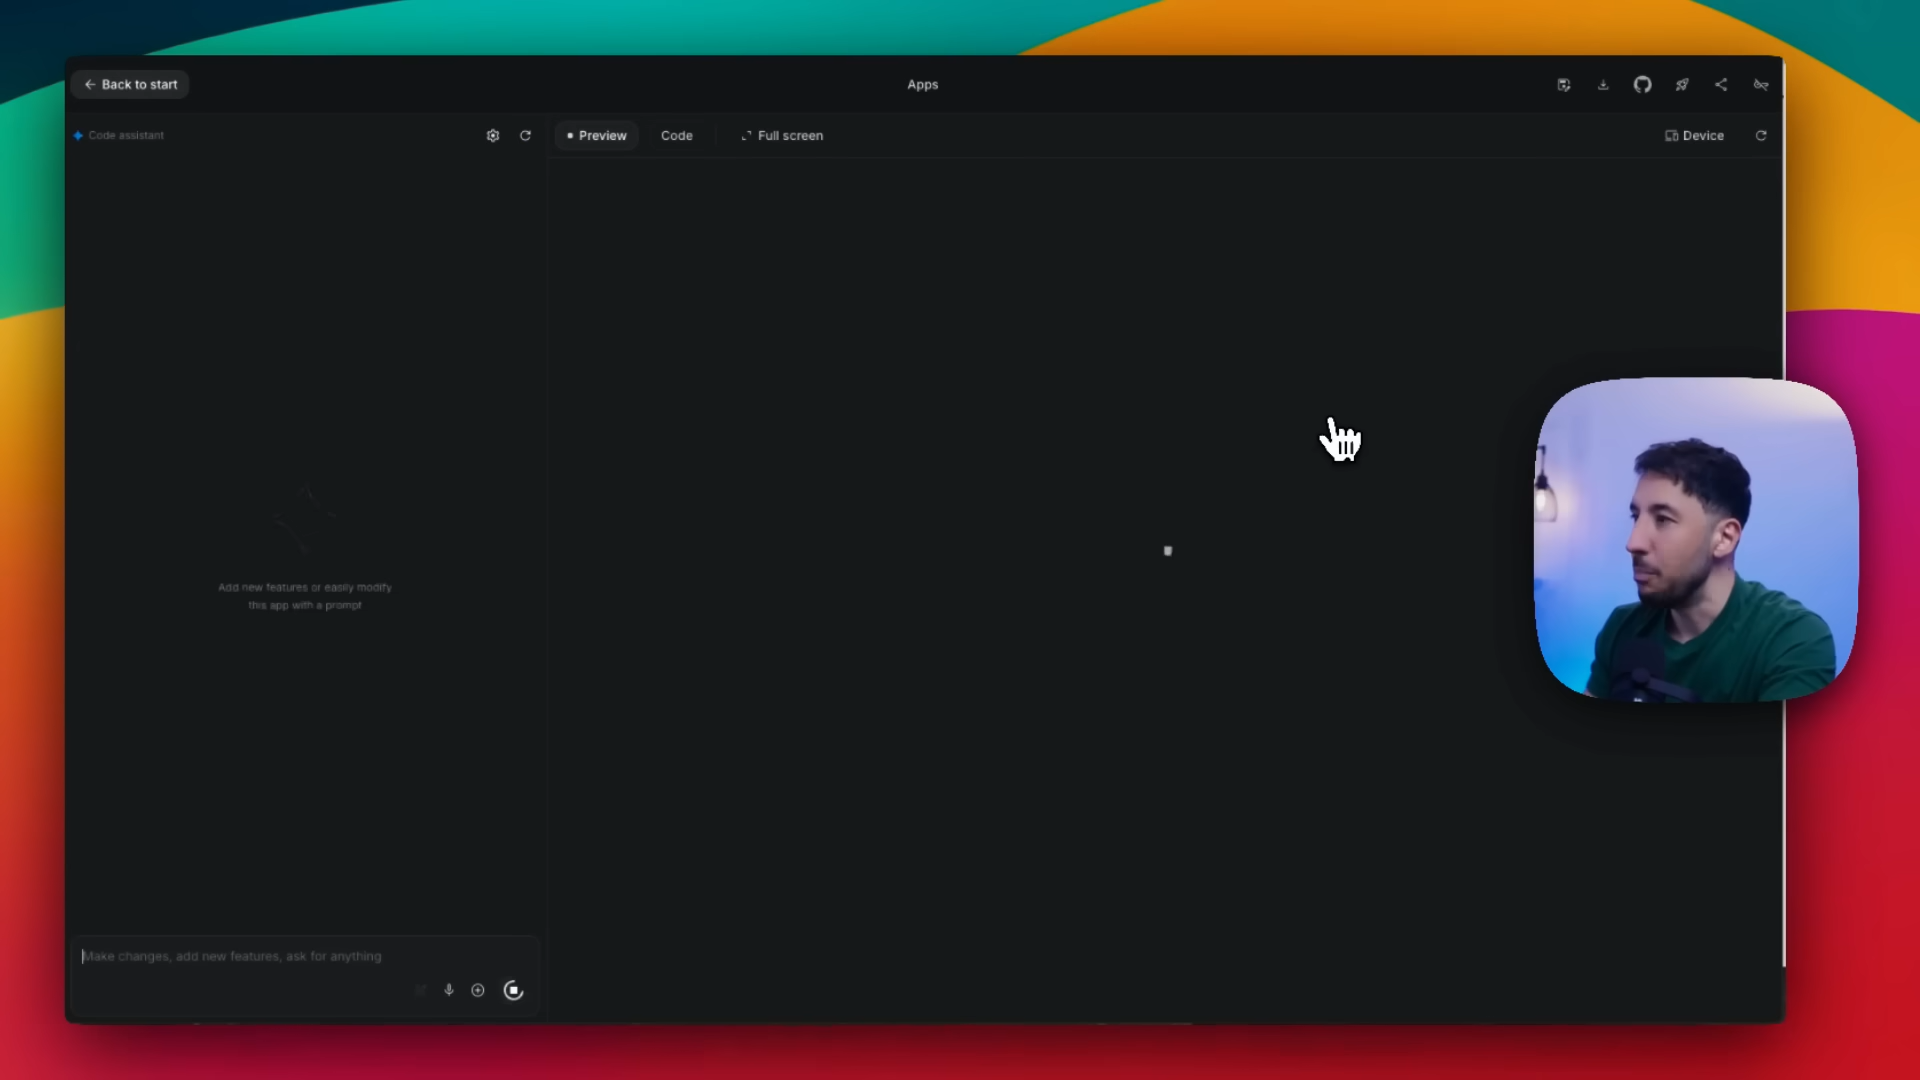 Back to start
Apps
Code assistant
Preview
Code
Full screen
Device
Add new features or easily modify
this app with a prompt
Make changes, add new features, ask for anything